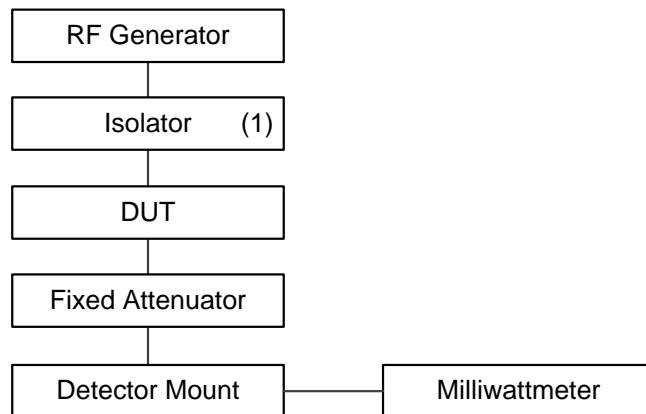 RF Generator
Isolator (1)
DUT
Fixed Attenuator
Detector Mount
Milliwattmeter